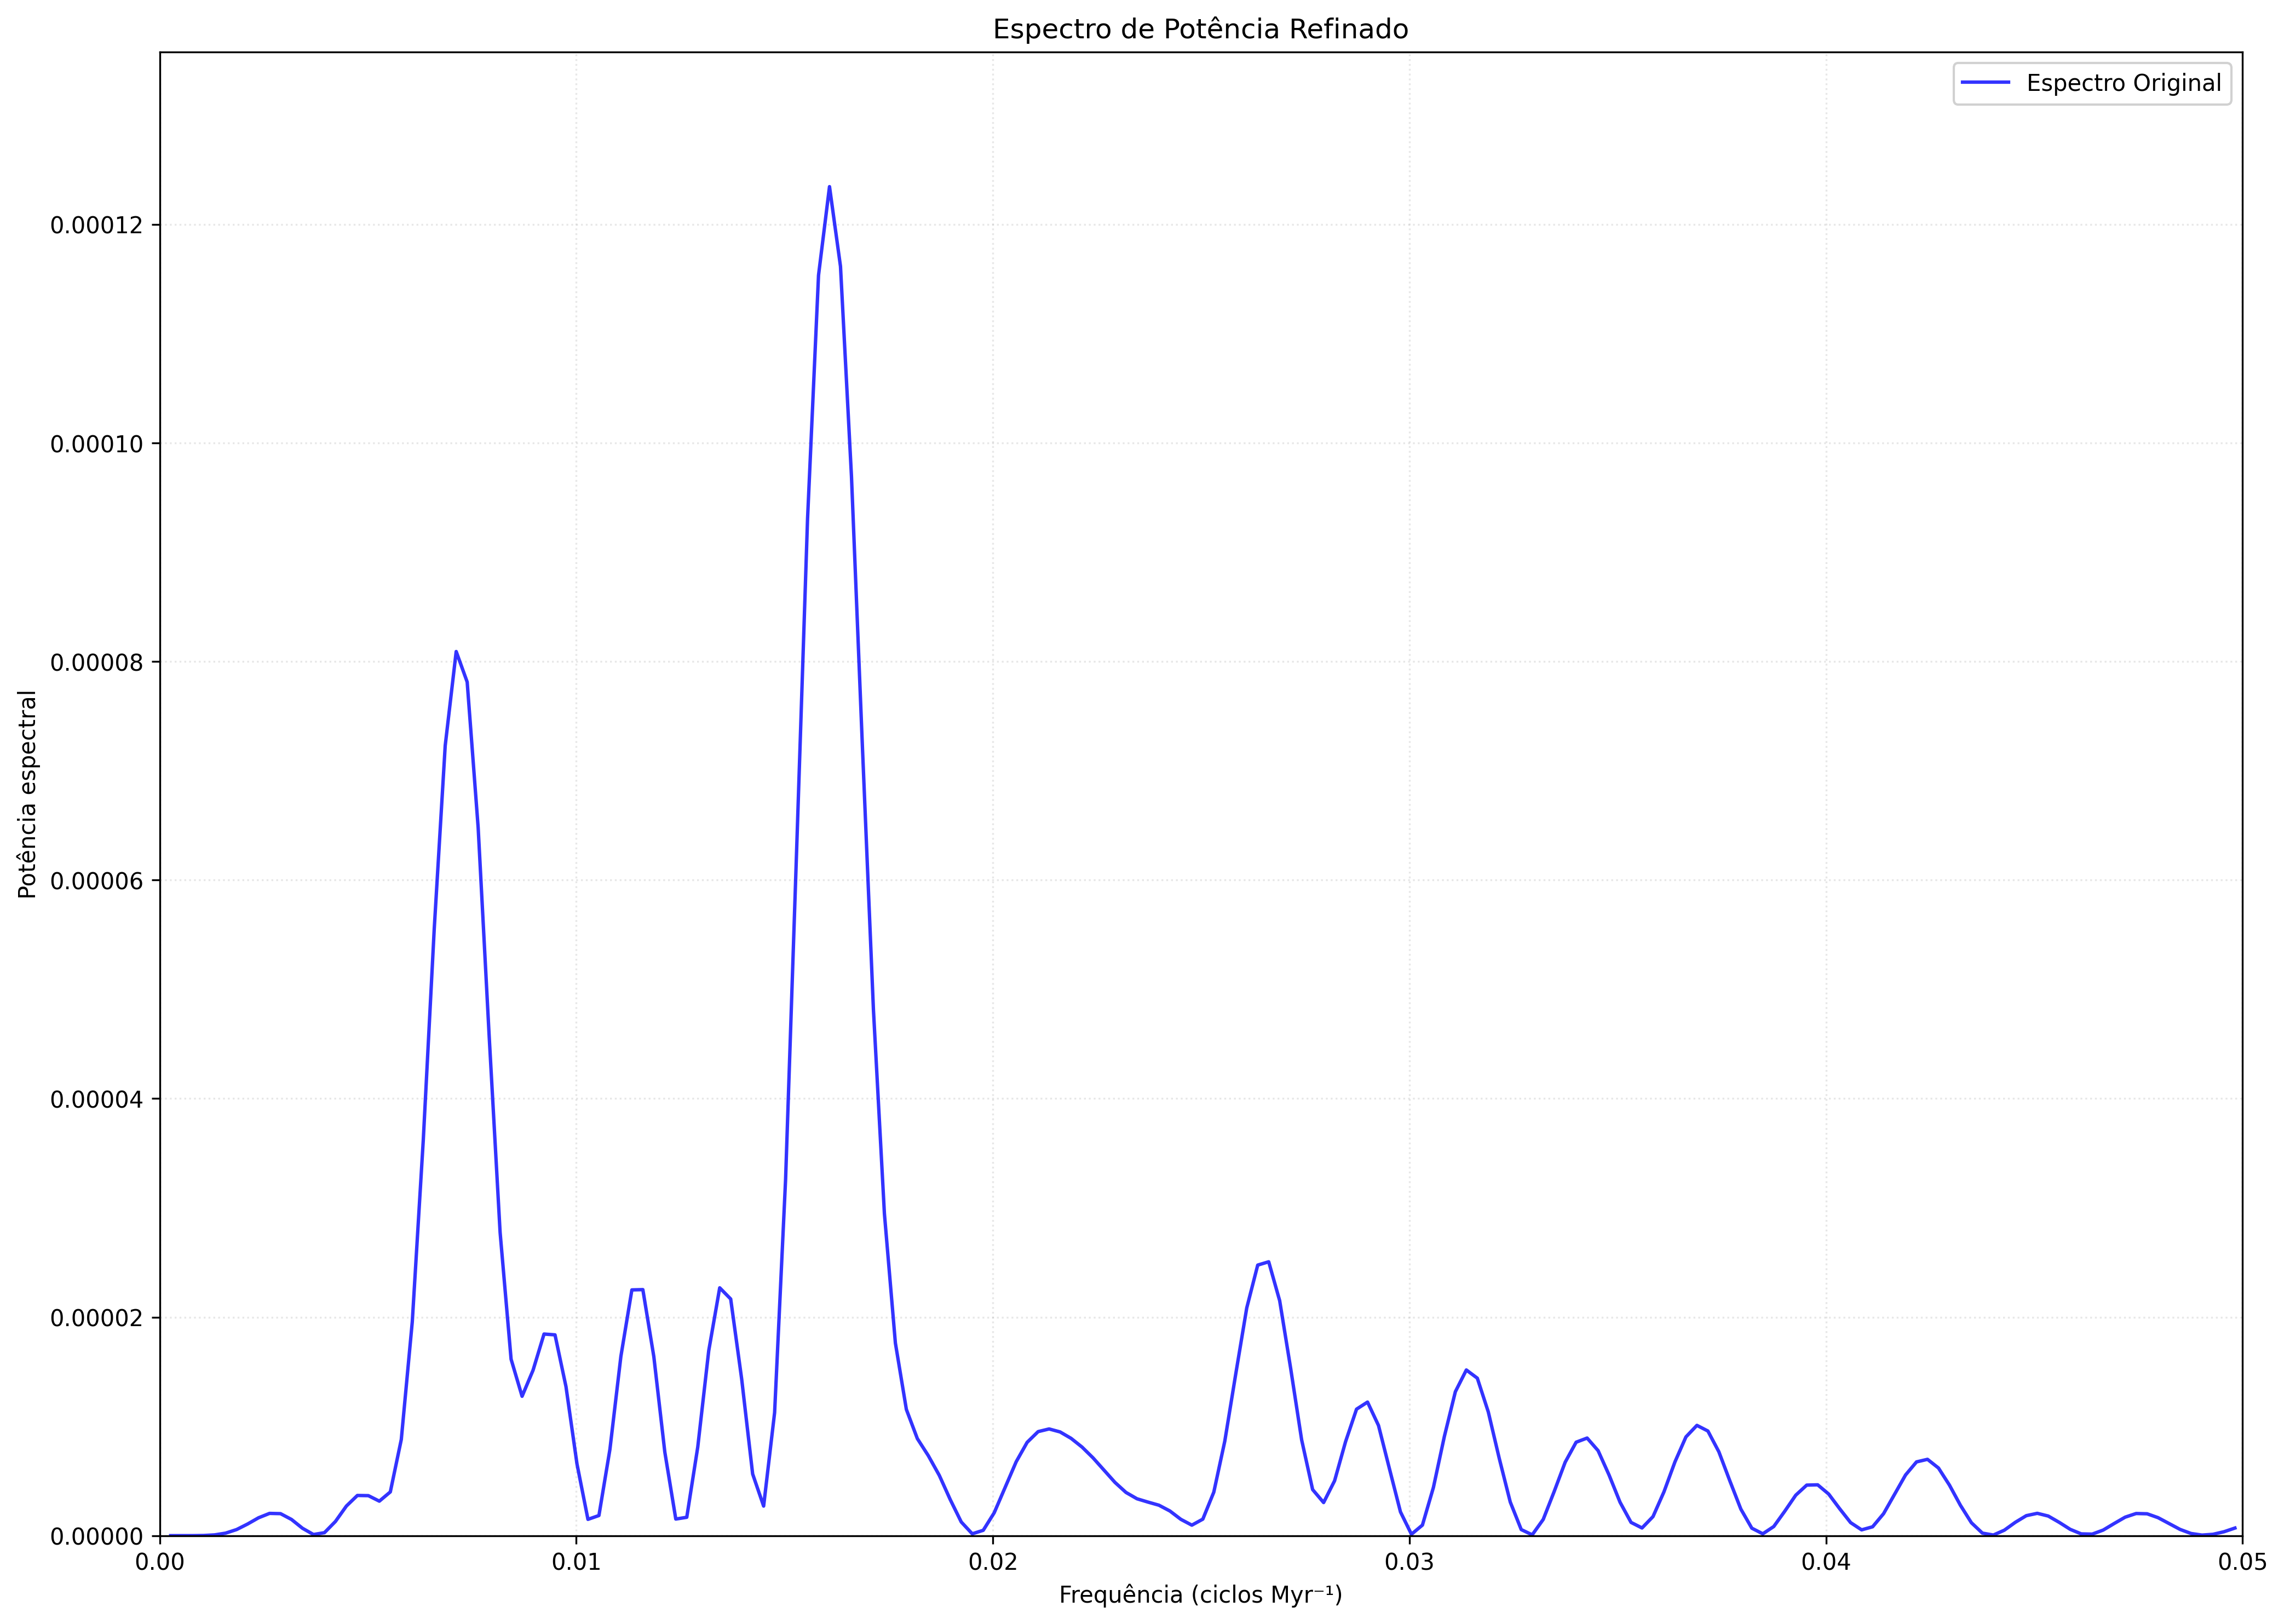 Espectro de Potência Refinado
Espectro Original
Potência espectral
0.00012
0.00010
0.00008
0.00006
0.00004
0.00002
0.00000
0.00 0.01 0.02 0.03 0.04 0.05
Frequência (ciclos Myr⁻¹)